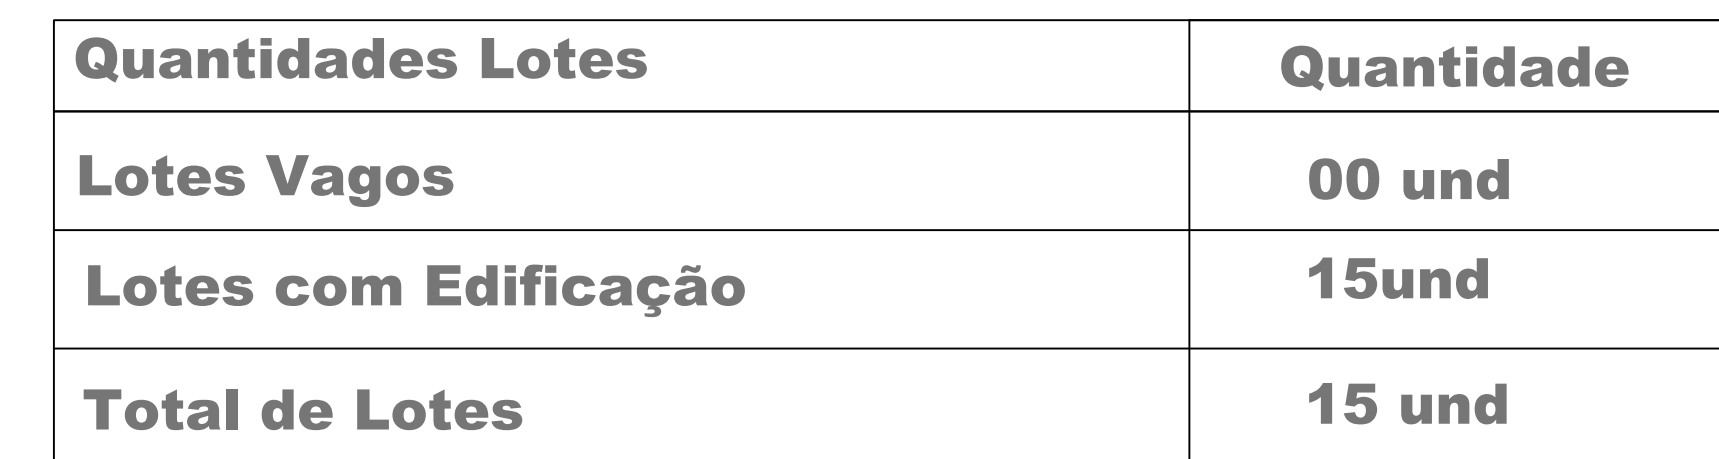 Quantidades Lotes Quantidade
Lotes Vagos 00 und
Lotes com Edificação 15und
Total de Lotes 15 und